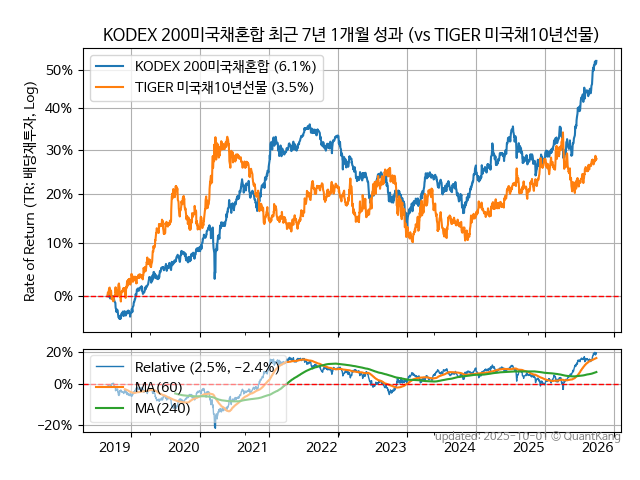 KODEX 200미국채혼합 최근 7년 1개월 성과 (vs TIGER 미국채10년선물)
KODEX 200미국채혼합 (6.1%)
TIGER 미국채10년선물 (3.5%)
50%
40%
30%
20%
10%
0%
Rate of Return (TR: 배당재투자, Log)
20%
0%
−20%
Relative (2.5%, −2.4%)
MA(60)
MA(240)
2019 2020 2021 2022 2023 2024 2025 2026
updated: 2025-10-01 © QuantKang